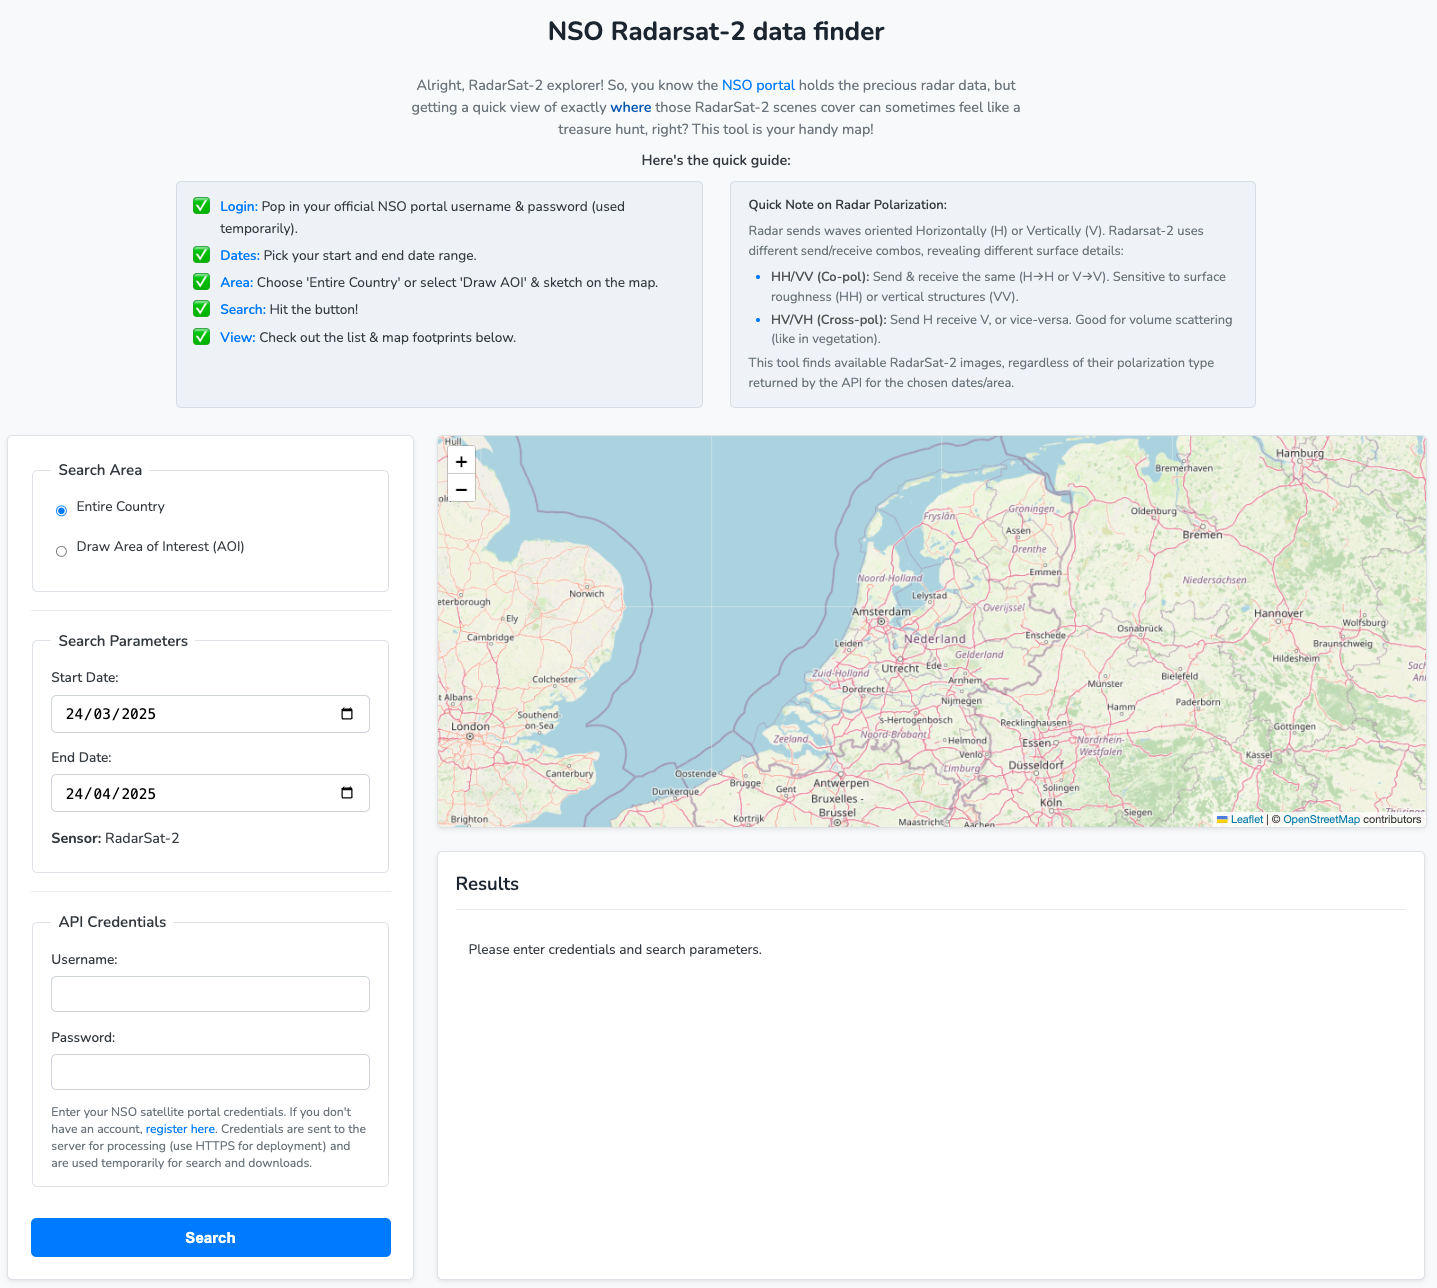 NSO Radarsat-2 data finder
Alright, RadarSat-2 explorer! So, you know the NSO portal holds the precious radar data, but
getting a quick view of exactly where those RadarSat-2 scenes cover can sometimes feel like a
treasure hunt, right? This tool is your handy map!
Here's the quick guide:
✅ Login: Pop in your official NSO portal username & password (used
temporarily).
✅ Dates: Pick your start and end date range.
✅ Area: Choose 'Entire Country' or select 'Draw AOI' & sketch on the map.
✅ Search: Hit the button!
✅ View: Check out the list & map footprints below.
Quick Note on Radar Polarization:
Radar sends waves oriented Horizontally (H) or Vertically (V). Radarsat-2 uses
different send/receive combos, revealing different surface details:
• HH/VV (Co-pol): Send & receive the same (H→H or V→V). Sensitive to surface
roughness (HH) or vertical structures (VV).
• HV/VH (Cross-pol): Send H receive V, or vice-versa. Good for volume scattering
(like in vegetation).
This tool finds available RadarSat-2 images, regardless of their polarization type
returned by the API for the chosen dates/area.
Search Area
Entire Country
Draw Area of Interest (AOI)
Search Parameters
Start Date:
24/03/2025
End Date:
24/04/2025
Sensor: RadarSat-2
API Credentials
Username:
Password:
Enter your NSO satellite portal credentials. If you don't
have an account, register here. Credentials are sent to the
server for processing (use HTTPS for deployment) and
are used temporarily for search and downloads.
Search
+
−
Hull
Hamburg
Bremerhaven
Groningen
Fryslân
Oldenburg
Assen
Bremen
Drenthe
Emmen
Noord-Holland
Niedersachsen
Norwich
Lelystad
eterborough
Overijssel
Amsterdam
Hannover
Ely
Wolfsburg
Cambridge
Leiden
Nederland
Enschede
Osnabrück
Braunschweig
Gelderland
Hildesheim
Utrecht
Ede
Zuid-Holland
Arnhem
Bielefeld
Colchester
Münster
Dordrecht
Nijmegen
t Albans
Paderborn
Hamm
Southend-
on-Sea
's-Hertogenbosch
Recklinghausen
London
Göttingen
Noord-Brabant
Zeeland
Helmond
Essen
Nordrhein-
Westfalen
Venlo
Kassel
Limburg
Düsseldorf
Canterbury
Oostende
Brugge
Antwerpen
Gent
Solingen
Dunkerque
Bruxelles -
Brussel
Köln
Siegen
Brighton
Kortrijk
Maastricht
Aachen
Thüringen
Leaflet | © OpenStreetMap contributors
Results
Please enter credentials and search parameters.